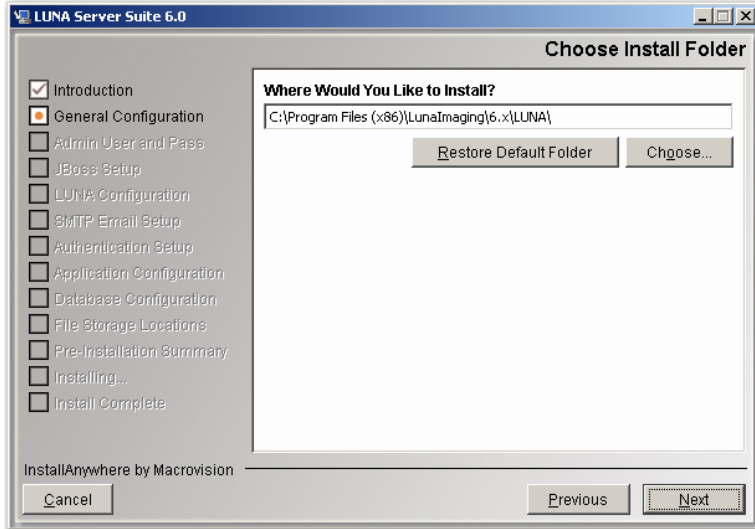 LUNA Server Suite 6.0
Choose Install Folder
Introduction
General Configuration
Admin User and Pass
JBoss Setup
LUNA Configuration
SMTP Email Setup
Authentication Setup
Application Configuration
Database Configuration
File Storage Locations
Pre-Installation Summary
Installing...
Install Complete
Where Would You Like to Install?
C:\Program Files (x86)\LunaImaging\6.x\LUNA\
Restore Default Folder
Choose...
InstallAnywhere by Macrovision
Cancel
Previous
Next